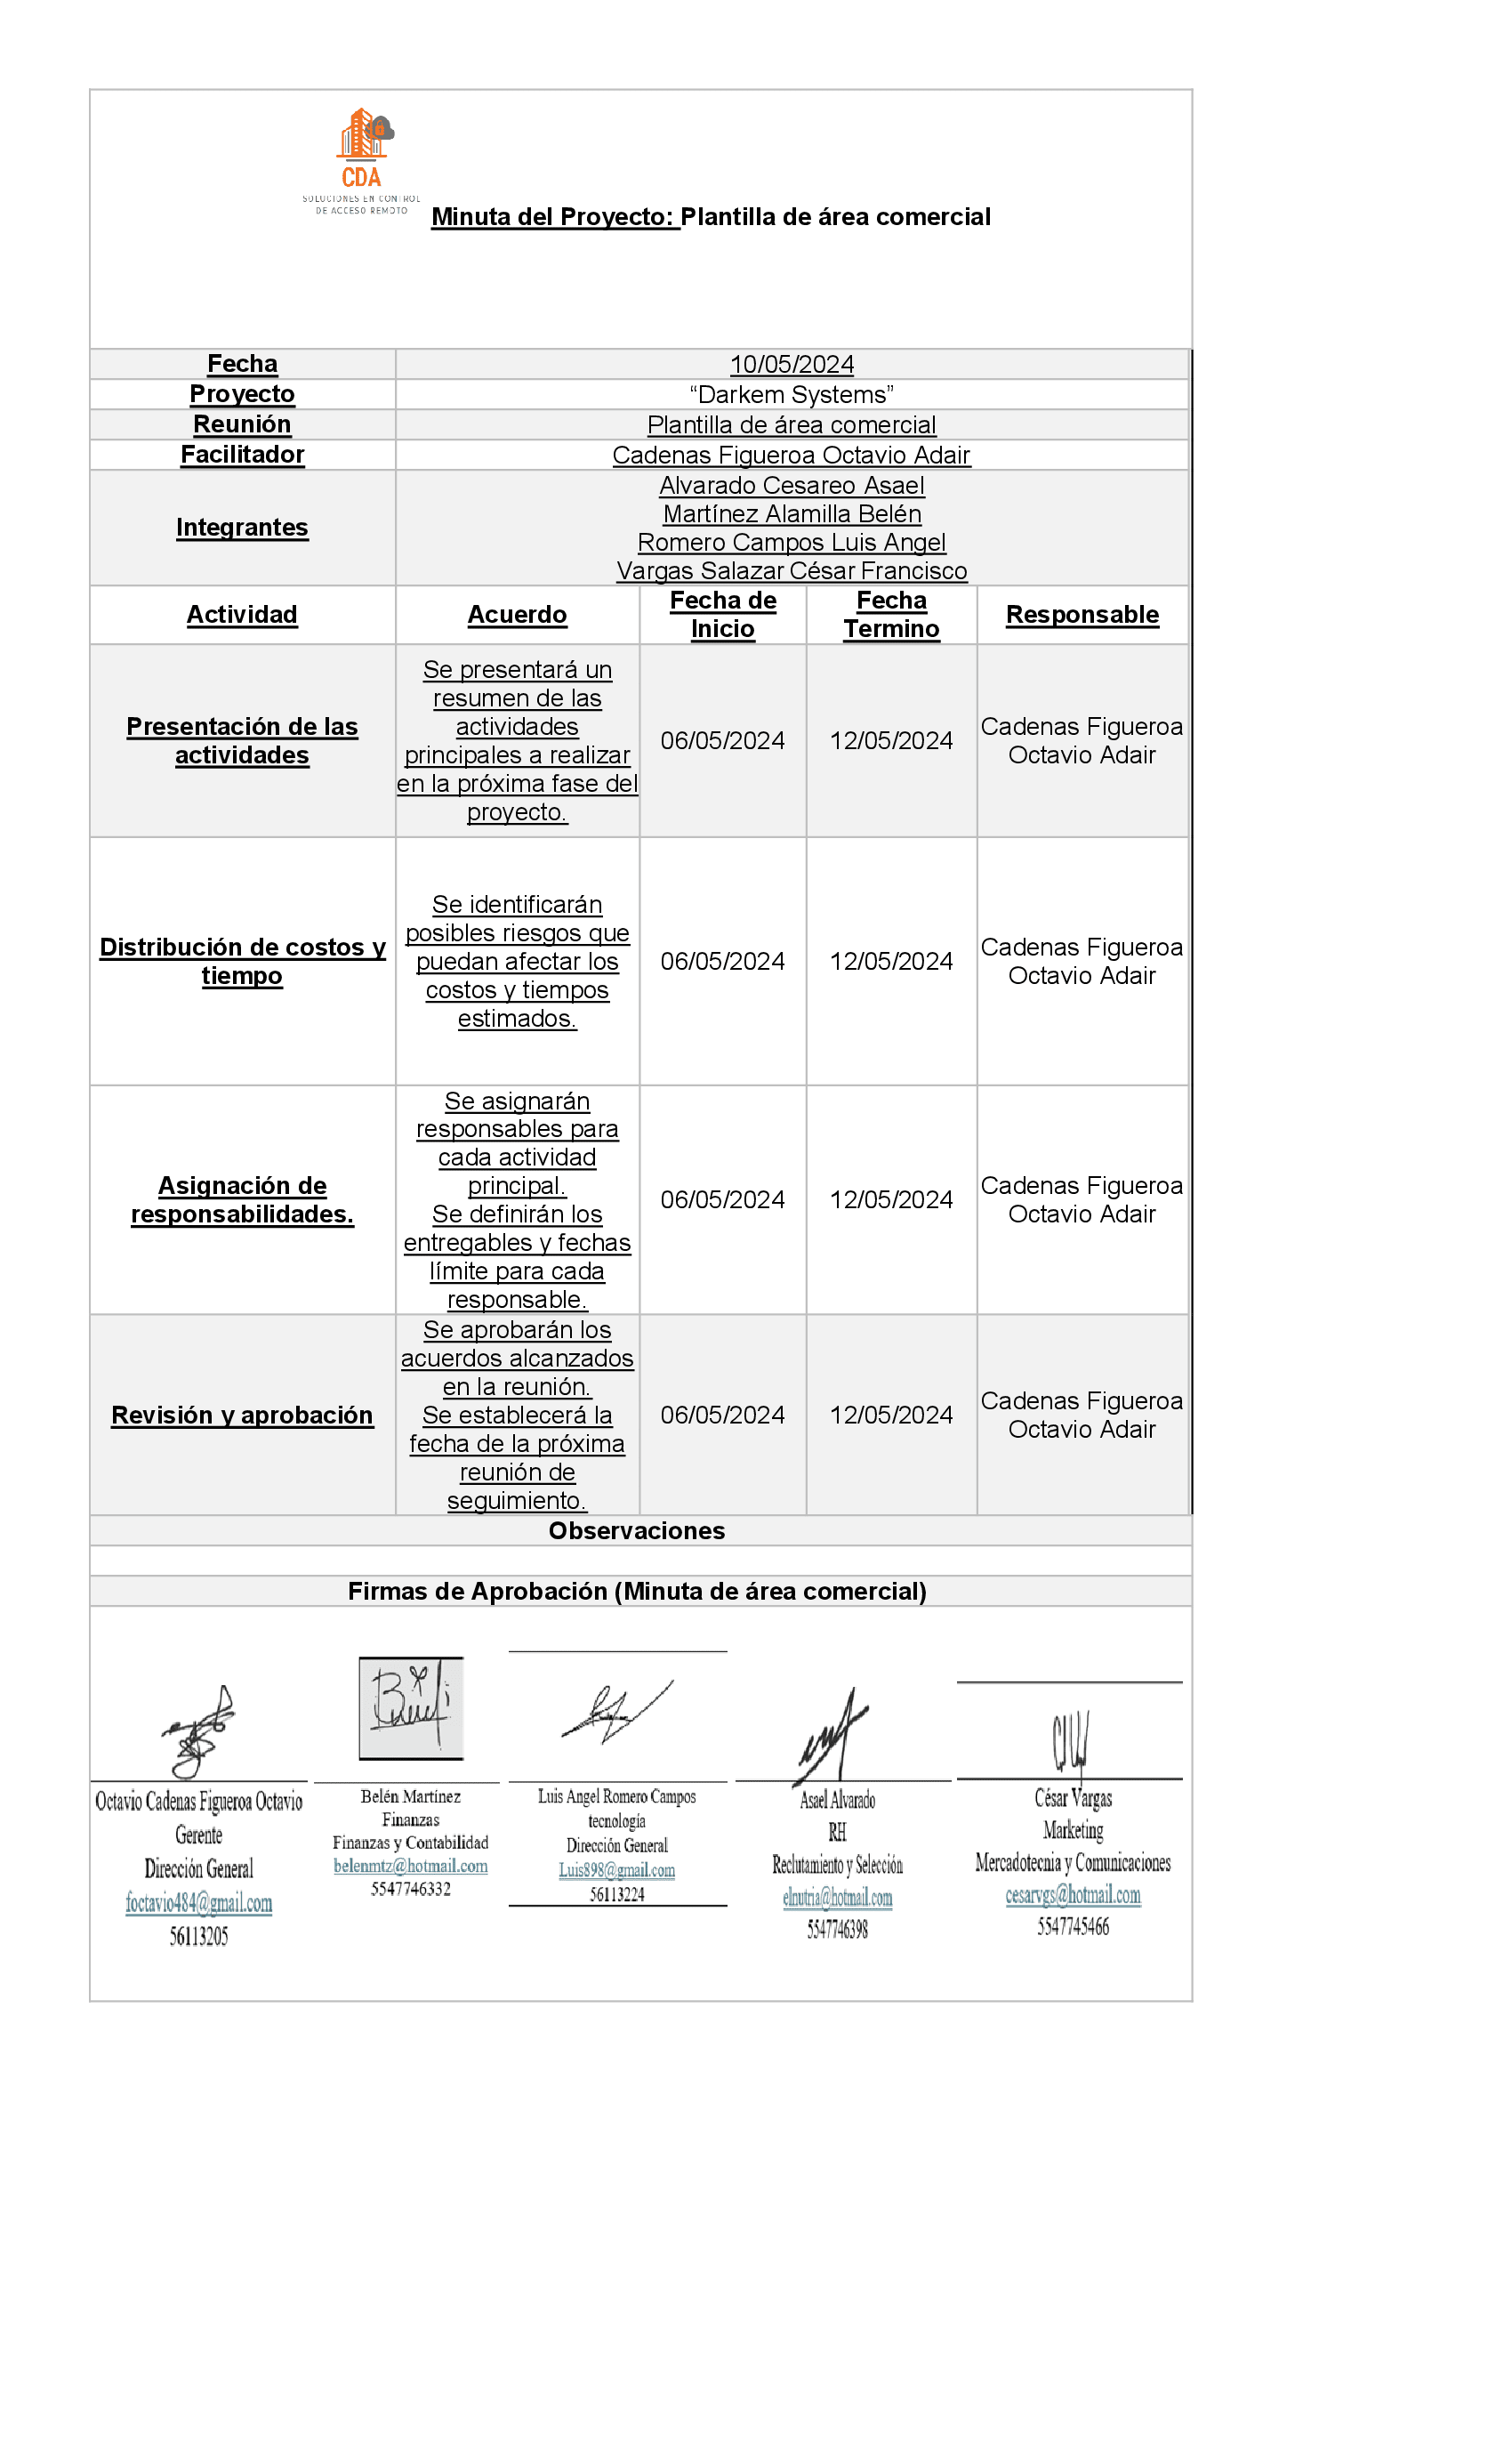 CDA
SOLUCIONES EN CONTROL
DE ACCESO REMOTO
Minuta del Proyecto: Plantilla de área comercial
Fecha 10/05/2024
Proyecto “Darkem Systems”
Reunión Plantilla de área comercial
Facilitador Cadenas Figueroa Octavio Adair
Integrantes
Alvarado Cesareo Asael
Martínez Alamilla Belén
Romero Campos Luis Angel
Vargas Salazar César Francisco
Actividad
Acuerdo
Fecha de
Inicio
Fecha
Termino
Responsable
Presentación de las
actividades
Se presentará un
resumen de las
actividades
principales a realizar
en la próxima fase del
proyecto.
06/05/2024
12/05/2024
Cadenas Figueroa
Octavio Adair
Distribución de costos y
tiempo
Se identificarán
posibles riesgos que
puedan afectar los
costos y tiempos
estimados.
06/05/2024
12/05/2024
Cadenas Figueroa
Octavio Adair
Asignación de
responsabilidades.
Se asignarán
responsables para
cada actividad
principal.
Se definirán los
entregables y fechas
límite para cada
responsable.
06/05/2024
12/05/2024
Cadenas Figueroa
Octavio Adair
Revisión y aprobación
Se aprobarán los
acuerdos alcanzados
en la reunión.
Se establecerá la
fecha de la próxima
reunión de
seguimiento.
06/05/2024
12/05/2024
Cadenas Figueroa
Octavio Adair
Observaciones
Firmas de Aprobación (Minuta de área comercial)
Octavio Cadenas Figueroa Octavio
Gerente
Dirección General
foctavio484@gmail.com
56113205
Belén Martínez
Finanzas
Finanzas y Contabilidad
belenmtz@hotmail.com
5547746332
Luis Angel Romero Campos
tecnología
Dirección General
Luis898@gmail.com
56113224
Asael Alvarado
RH
Reclutamiento y Selección
elnutria@hotmail.com
5547746398
César Vargas
Marketing
Mercadotecnia y Comunicaciones
cesarvgs@hotmail.com
5547745466